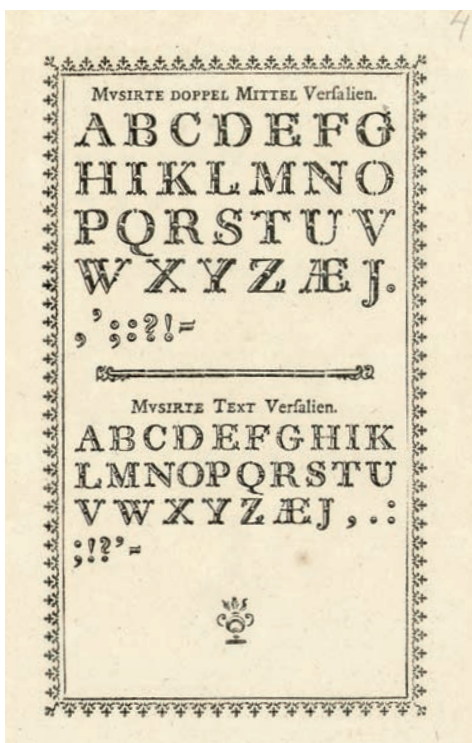 4
MVSIRTE DOPPEL MITTEL Verſalien.
ABCDEFG
HIKLMNO
PQRSTUV
WXYZÆJ.
,’;:?!=
MVSIRTE TEXT Verſalien.
ABCDEFGHIK
LMNOPQRSTU
VWXYZÆJ,.:
;!?’=